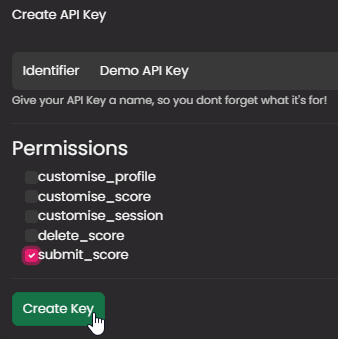 Create API Key
Identifier Demo API Key
Give your API Key a name, so you dont forget what it's for!
Permissions
customise_profile
customise_score
customise_session
delete_score
submit_score
Create Key